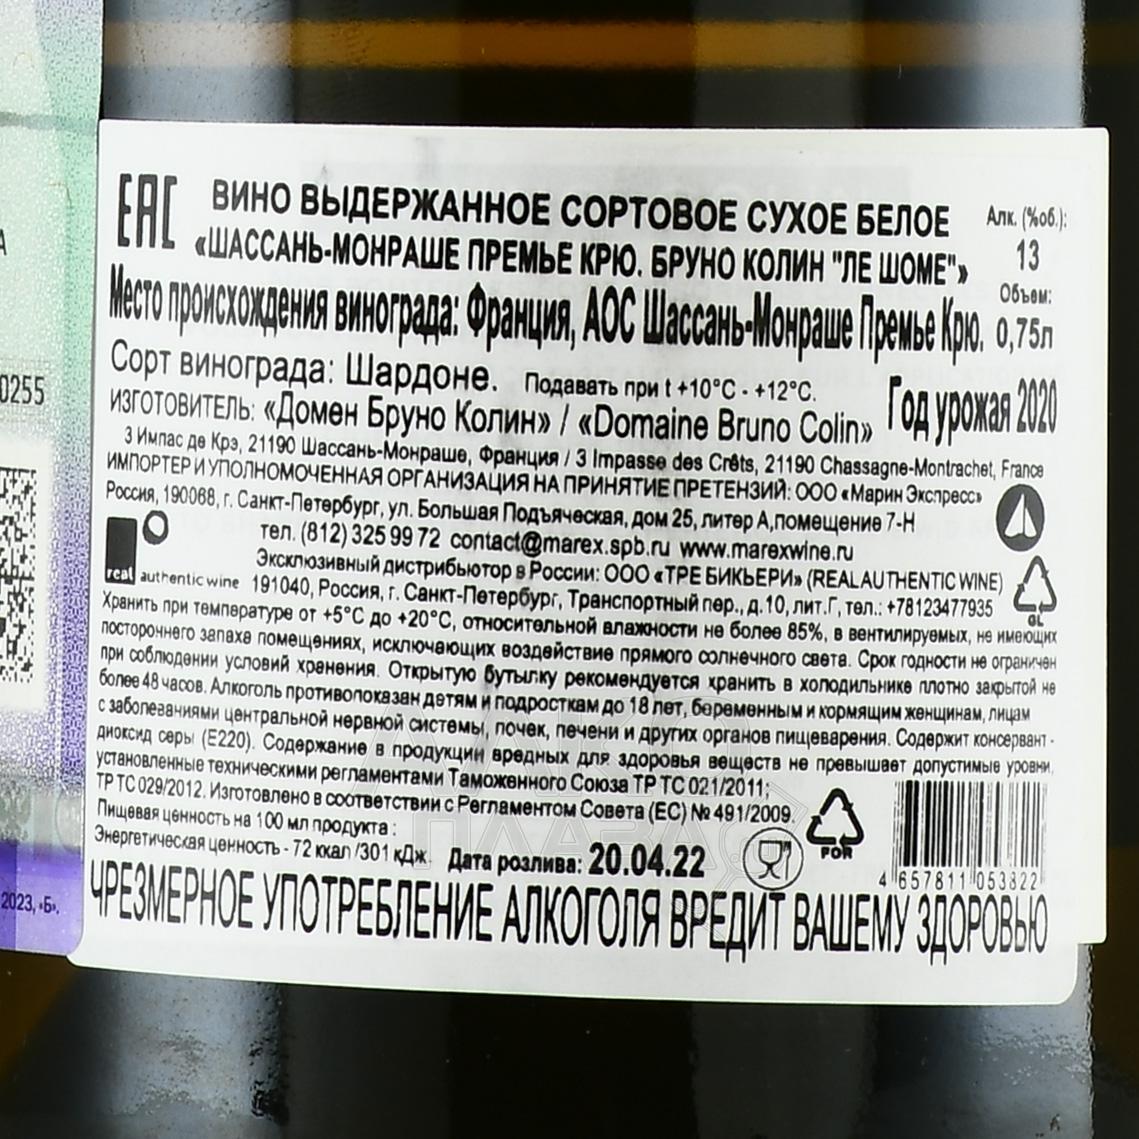 ЕАС
ВИНО ВЫДЕРЖАННОЕ СОРТОВОЕ СУХОЕ БЕЛОЕ
«ШАССАНЬ-МОНРАШЕ ПРЕМЬЕ КРЮ. БРУНО КОЛИН "ЛЕ ШОМЕ"»
Алк. (%об.):
13
Объем:
0,75л
Место происхождения винограда: Франция, АОС Шассань-Монраше Премье Крю.
Сорт винограда: Шардоне. Подавать при t +10°C - +12°C.
Год урожая 2020
ИЗГОТОВИТЕЛЬ: «Домен Бруно Колин» / «Domaine Bruno Colin»
3 Импас де Крэ, 21190 Шассань-Монраше, Франция / 3 Impasse des Crêts, 21190 Chassagne-Montrachet, France
ИМПОРТЕР И УПОЛНОМОЧЕННАЯ ОРГАНИЗАЦИЯ НА ПРИНЯТИЕ ПРЕТЕНЗИЙ: ООО «Марин Экспресс»
Россия, 190068, г. Санкт-Петербург, ул. Большая Подъяческая, дом 25, литер А,помещение 7-Н
тел. (812) 325 99 72 contact@marex.spb.ru www.marexwine.ru
Эксклюзивный дистрибьютор в России: ООО «ТРЕ БИКЬЕРИ» (REAL AUTHENTIC WINE)
real authentic wine
191040, Россия, г. Санкт-Петербург, Транспортный пер., д.10, лит.Г, тел.: +78123477935
GL
Хранить при температуре от +5°C до +20°C, относительной влажности не более 85%, в вентилируемых, не имеющих
постороннего запаха помещениях, исключающих воздействие прямого солнечного света. Срок годности не ограничен
при соблюдении условий хранения. Открытую бутылку рекомендуется хранить в холодильнике плотно закрытой не
более 48 часов. Алкоголь противопоказан детям и подросткам до 18 лет, беременным и кормящим женщинам, лицам
с заболеваниями центральной нервной системы, почек, печени и других органов пищеварения. Содержит консервант -
диоксид серы (E220). Содержание в продукции вредных для здоровья веществ не превышает допустимые уровни,
установленные техническими регламентами Таможенного Союза ТР ТС 021/2011;
ТР ТС 029/2012. Изготовлено в соответствии с Регламентом Совета (ЕС) № 491/2009.
Пищевая ценность на 100 мл продукта :
Энергетическая ценность - 72 ккал /301 кДж. Дата розлива: 20.04.22
FOR
4 657811 053822
ЧРЕЗМЕРНОЕ УПОТРЕБЛЕНИЕ АЛКОГОЛЯ ВРЕДИТ ВАШЕМУ ЗДОРОВЬЮ
А
0255
2023, «Б».
АЛКО
ПЛАЗА